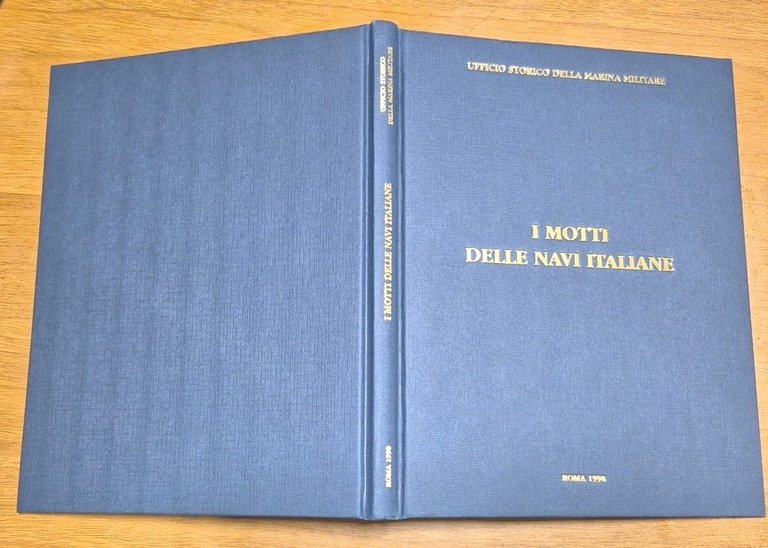 UFFICIO STORICO
DELLA MARINA MILITARE
I MOTTI DELLE NAVI ITALIANE
ROMA 1998
UFFICIO STORICO DELLA MARINA MILITARE
I MOTTI
DELLE NAVI ITALIANE
ROMA 1998